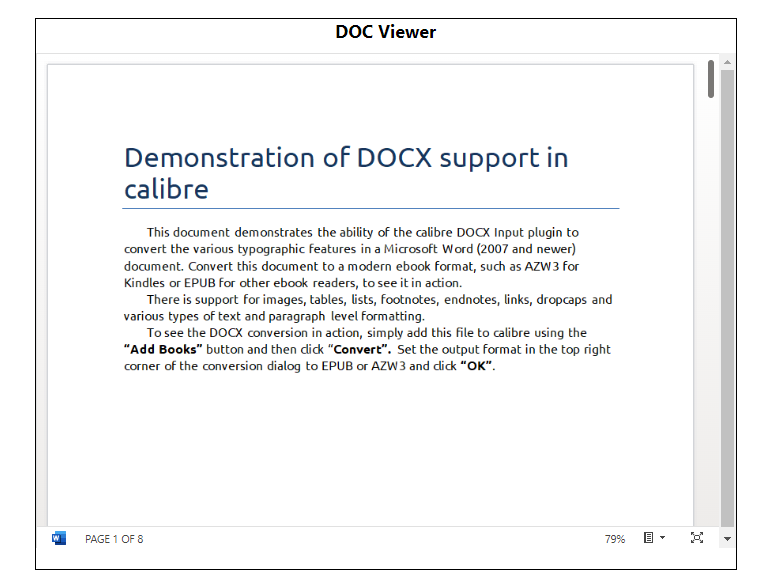 DOC Viewer
Demonstration of DOCX support in
calibre
This document demonstrates the ability of the calibre DOCX Input plugin to
convert the various typographic features in a Microsoft Word (2007 and newer)
document. Convert this document to a modern ebook format, such as AZW3 for
Kindles or EPUB for other ebook readers, to see it in action.
There is support for images, tables, lists, footnotes, endnotes, links, dropcaps and
various types of text and paragraph level formatting.
To see the DOCX conversion in action, simply add this file to calibre using the
“Add Books” button and then click “Convert”. Set the output format in the top right
corner of the conversion dialog to EPUB or AZW3 and click “OK”.
PAGE 1 OF 8
79%